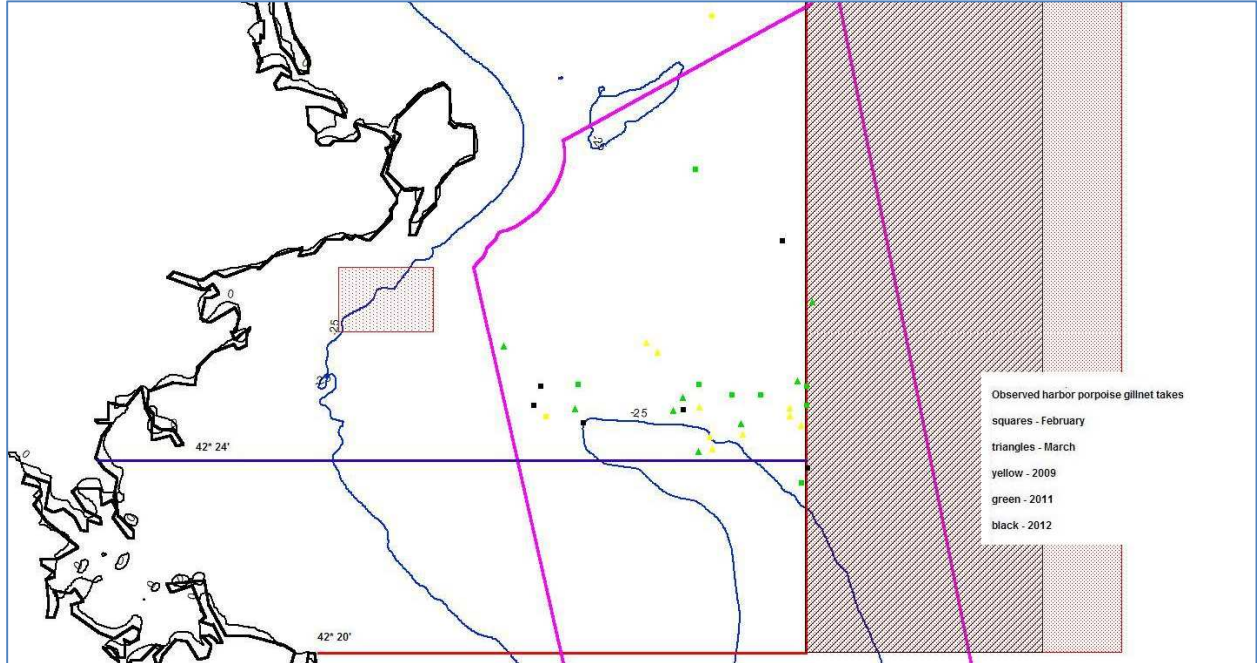 0
-25
42° 24'
-25
Observed harbor porpoise gillnet takes
squares - February
triangles - March
yellow - 2009
green - 2011
black - 2012
42° 20'